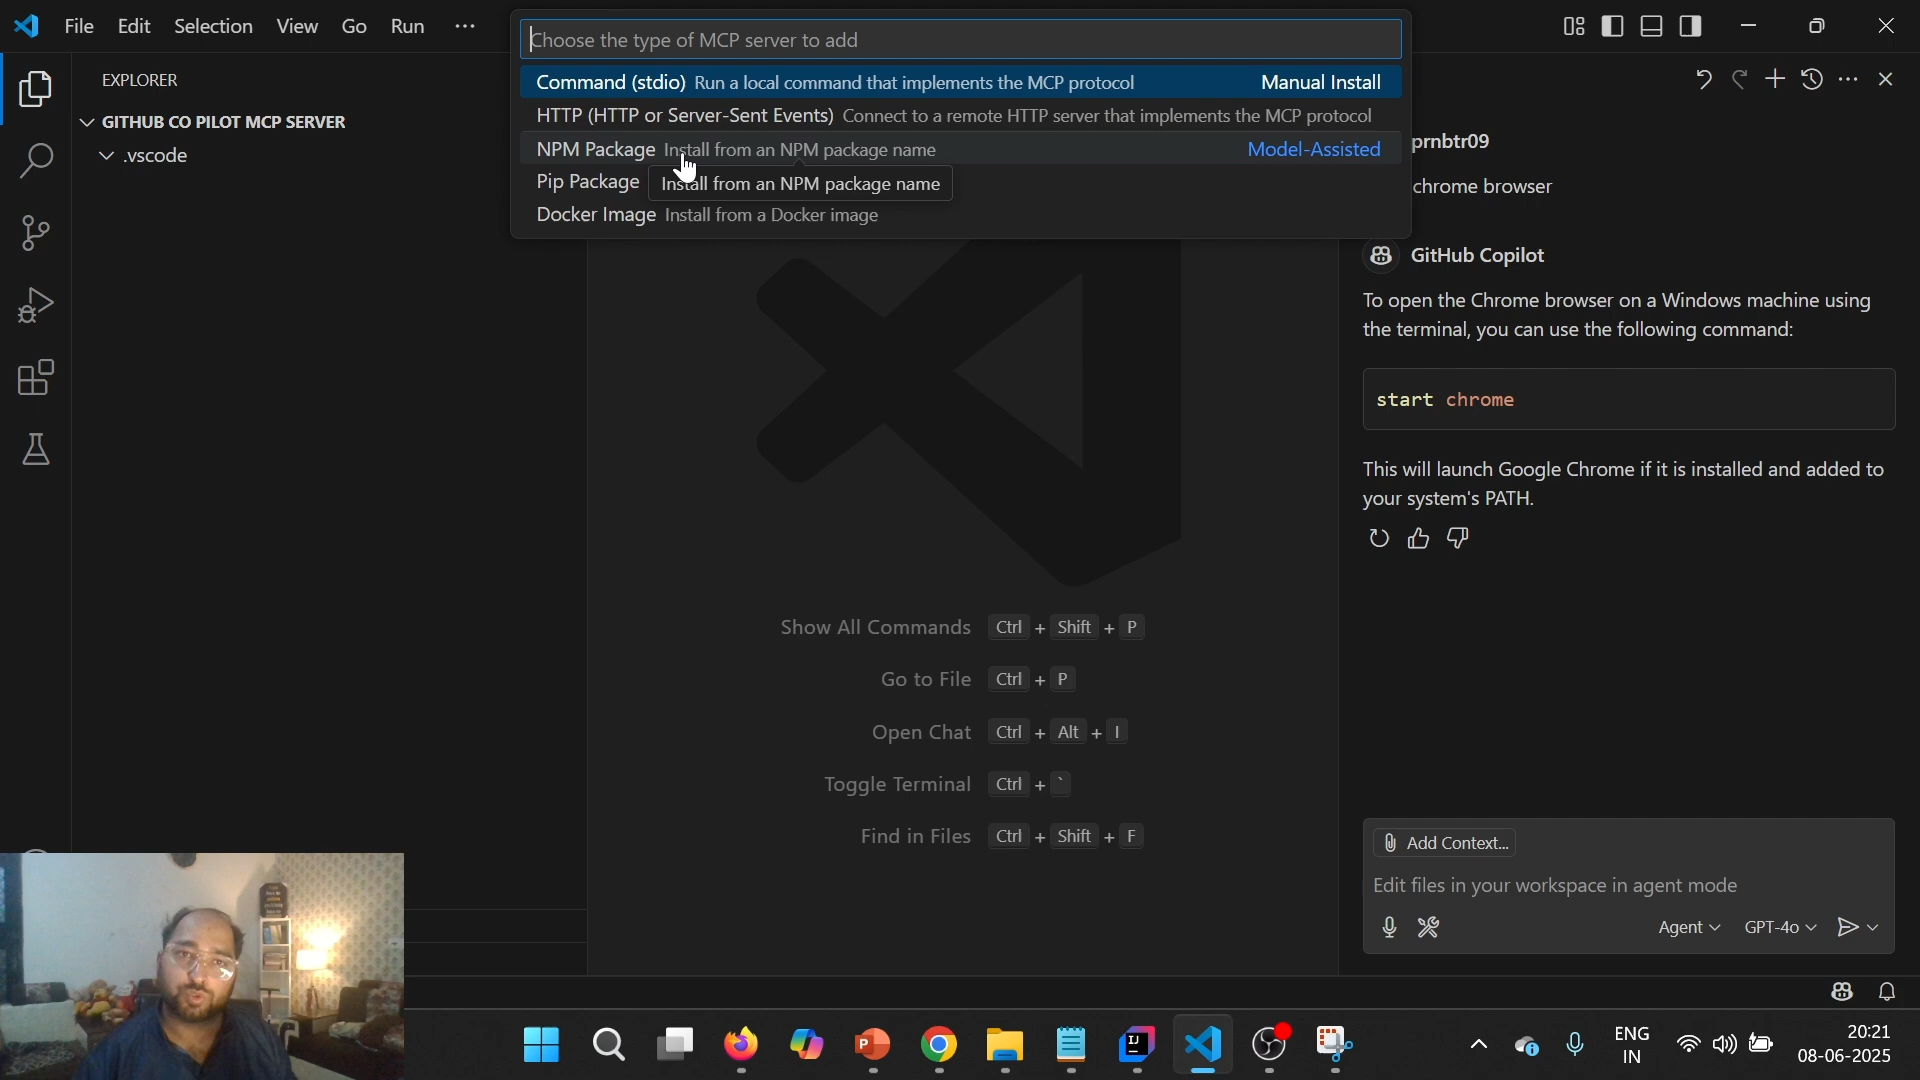 File Edit Selection View Go Run ...
Choose the type of MCP server to add
Command (stdio) Run a local command that implements the MCP protocol Manual Install
HTTP (HTTP or Server-Sent Events) Connect to a remote HTTP server that implements the MCP protocol
NPM Package Install from an NPM package name Model-Assisted
Pip Package
Install from an NPM package name
Docker Image Install from a Docker image
EXPLORER
GITHUB CO PILOT MCP SERVER
.vscode
Show All Commands Ctrl + Shift + P
Go to File Ctrl + P
Open Chat Ctrl + Alt + I
Toggle Terminal Ctrl + `
Find in Files Ctrl + Shift + F
prnbtr09
chrome browser
GitHub Copilot
To open the Chrome browser on a Windows machine using
the terminal, you can use the following command:
start chrome
This will launch Google Chrome if it is installed and added to
your system's PATH.
Add Context...
Edit files in your workspace in agent mode
Agent GPT-4o
ENG
IN
20:21
08-06-2025